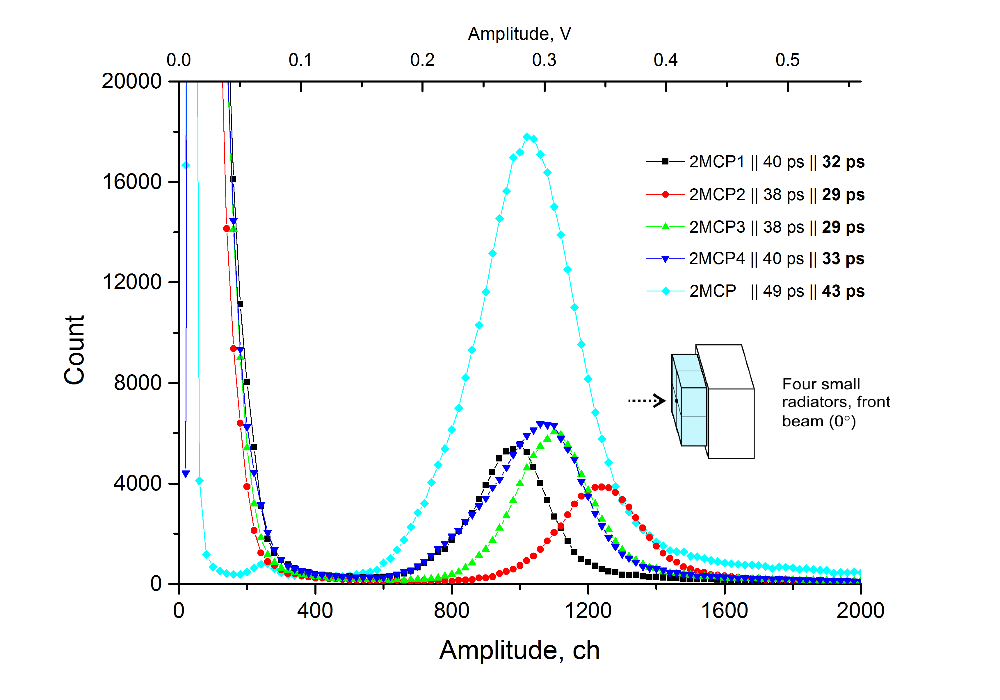 Amplitude, V
0.0 0.1 0.2 0.3 0.4 0.5
20000
16000
12000
8000
4000
0
Count
2MCP1 || 40 ps || 32 ps
2MCP2 || 38 ps || 29 ps
2MCP3 || 38 ps || 29 ps
2MCP4 || 40 ps || 33 ps
2MCP || 49 ps || 43 ps
Four small
radiators, front
beam (0°)
0 400 800 1200 1600 2000
Amplitude, ch